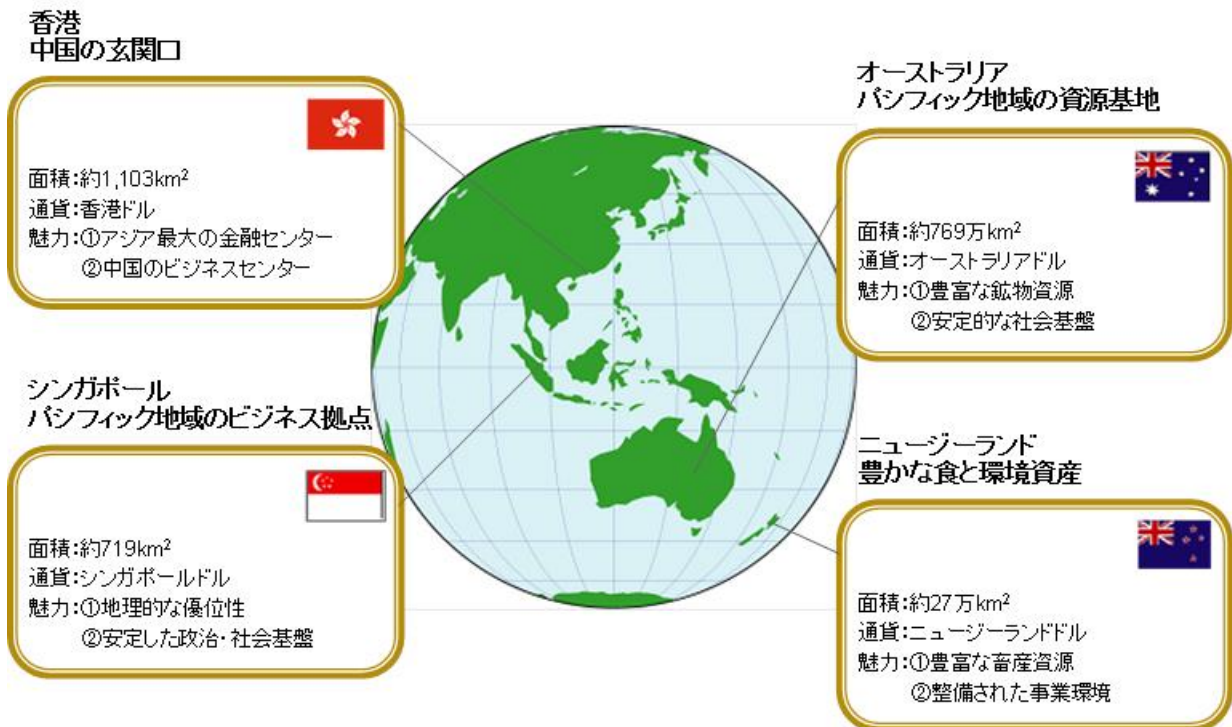 香港
中国の玄関口
面積:約1,103km²
通貨:香港ドル
魅力:①アジア最大の金融センター
②中国のビジネスセンター
シンガポール
パシフィック地域のビジネス拠点
面積:約719km²
通貨:シンガポールドル
魅力:①地理的な優位性
②安定した政治・社会基盤
オーストラリア
パシフィック地域の資源基地
面積:約769万km²
通貨:オーストラリアドル
魅力:①豊富な鉱物資源
②安定的な社会基盤
ニュージーランド
豊かな食と環境資産
面積:約27万km²
通貨:ニュージーランドドル
魅力:①豊富な畜産資源
②整備された事業環境